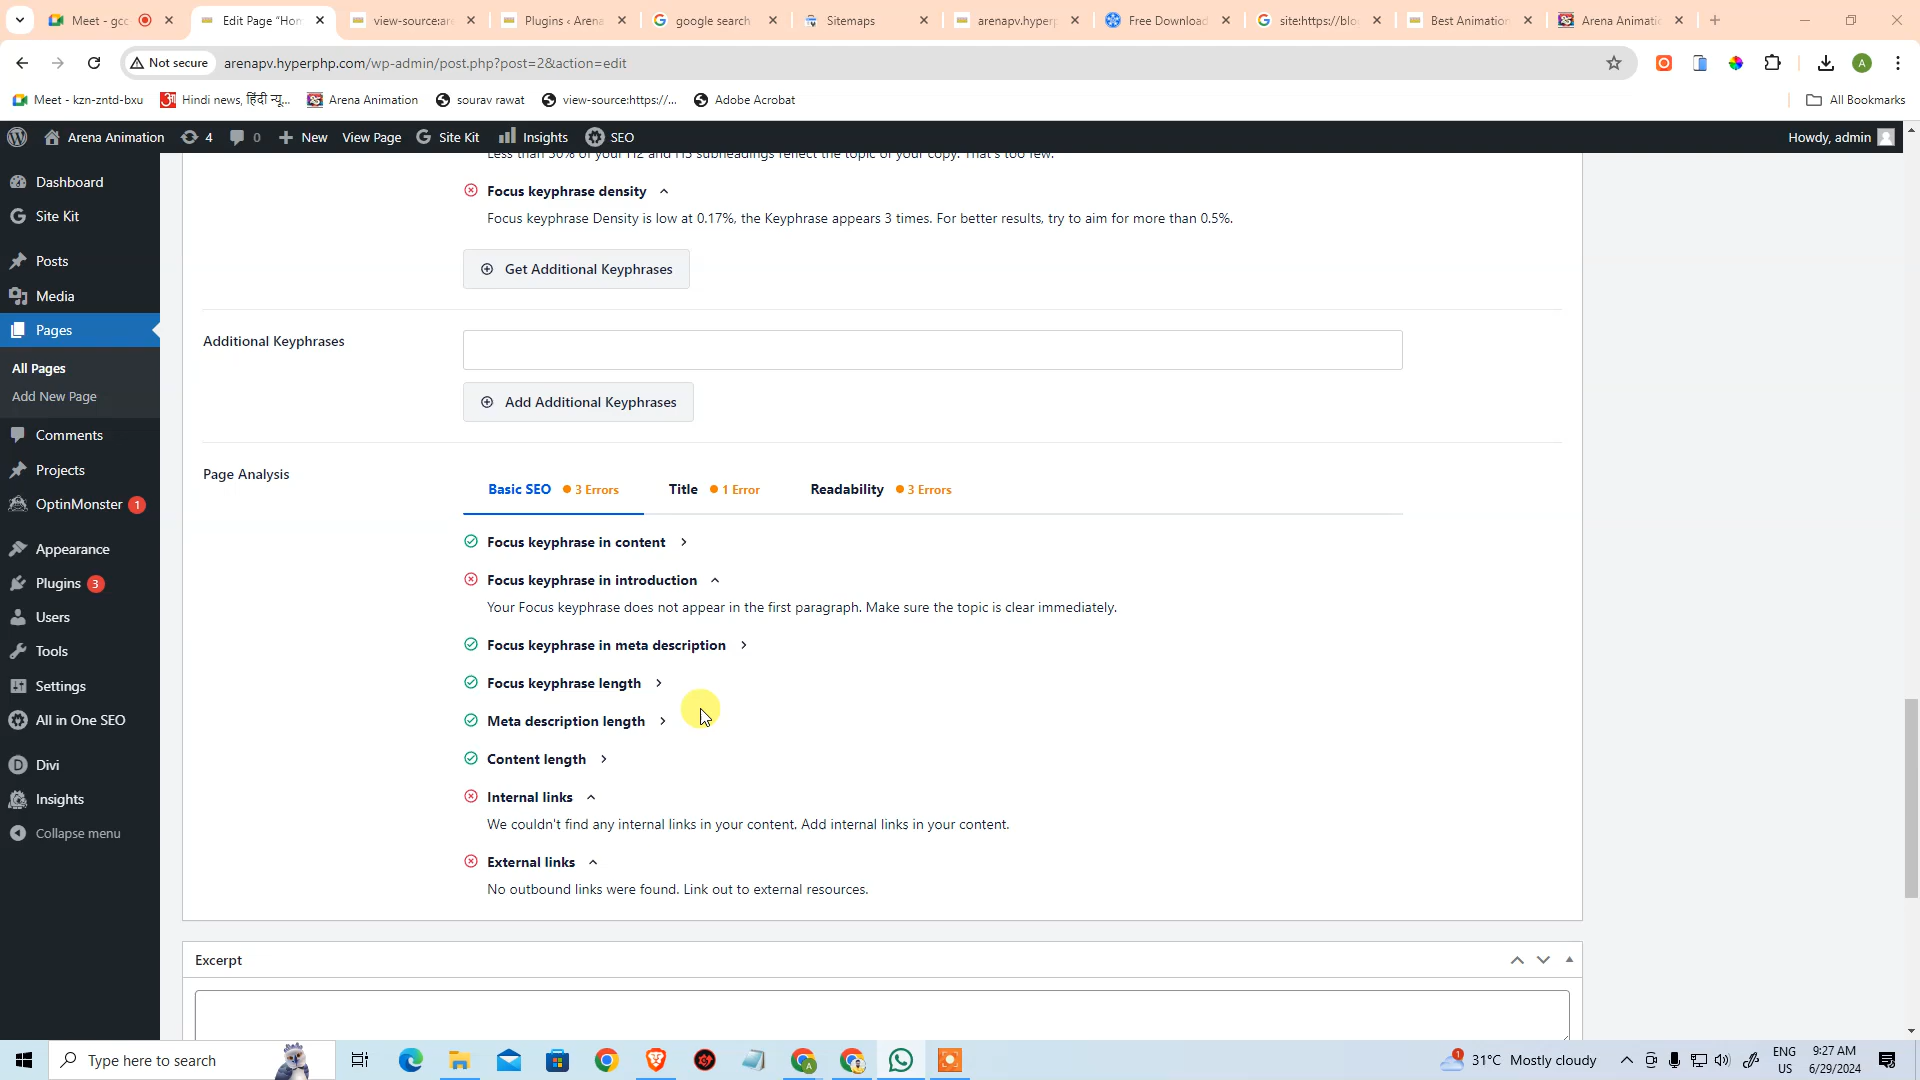 Meet - gcc
Edit Page “Hom
view-source:are
Plugins ‹ Arena
google search
Sitemaps
arenapv.hyperp
Free Download
site:https://blo
Best Animation
Arena Animatio
Not secure
arenapv.hyperphp.com/wp-admin/post.php?post=2&action=edit
A
Meet - kzn-zntd-bxu
Hindi news, हिंदी न्यू...
Arena Animation
sourav rawat
view-source:https://...
Adobe Acrobat
All Bookmarks
Arena Animation
4
0
New
View Page
Site Kit
Insights
SEO
Howdy, admin
Dashboard
Site Kit
Posts
Media
Pages
All Pages
Add New Page
Comments
Projects
OptinMonster 1
Appearance
Plugins 3
Users
Tools
Settings
All in One SEO
Divi
Insights
Collapse menu
Less than 30% of your H2 and H3 subheadings reflect the topic of your copy. That's too few.
Focus keyphrase density
Focus keyphrase Density is low at 0.17%, the Keyphrase appears 3 times. For better results, try to aim for more than 0.5%.
Get Additional Keyphrases
Additional Keyphrases
Add Additional Keyphrases
Page Analysis
Basic SEO 3 Errors
Title 1 Error
Readability 3 Errors
Focus keyphrase in content
Focus keyphrase in introduction
Your Focus keyphrase does not appear in the first paragraph. Make sure the topic is clear immediately.
Focus keyphrase in meta description
Focus keyphrase length
Meta description length
Content length
Internal links
We couldn't find any internal links in your content. Add internal links in your content.
External links
No outbound links were found. Link out to external resources.
Excerpt
Type here to search
1
31°C Mostly cloudy
ENG
US
9:27 AM
6/29/2024